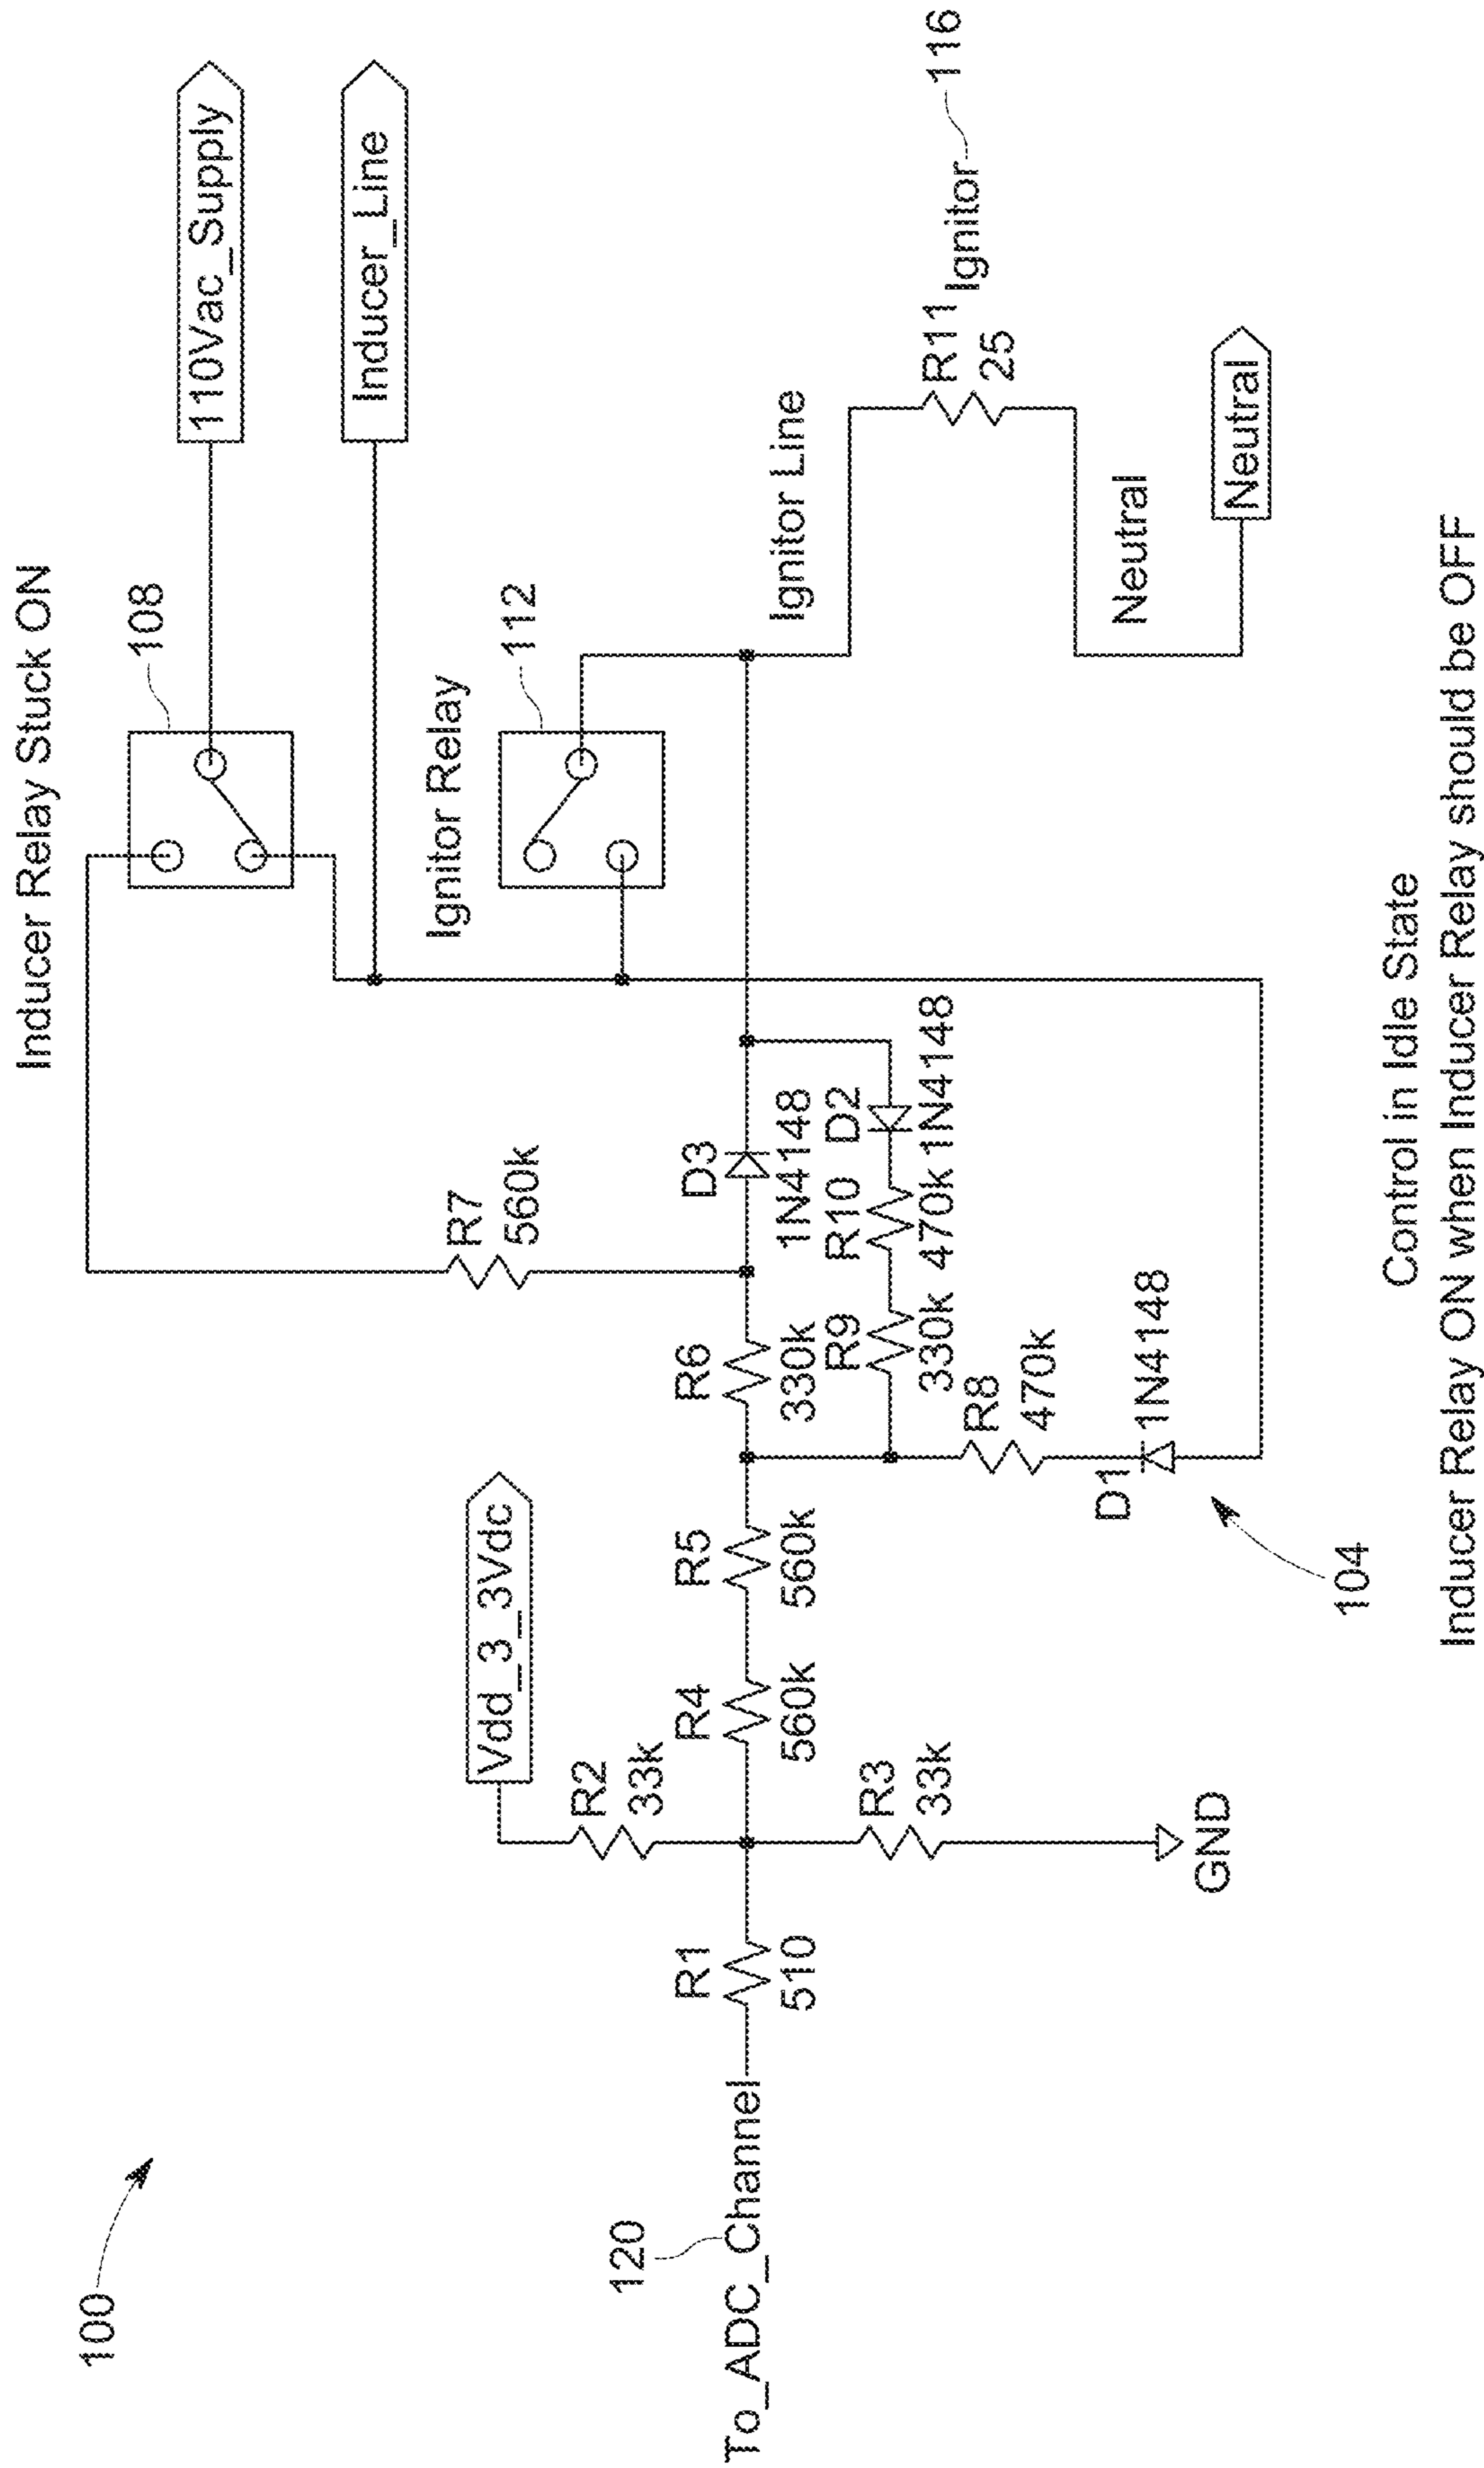 Inducer Relay Stuck ON
100
108
110Vac_Supply
Inducer_Line
R7
560k
Ignitor Relay
112
Vdd_3_3Vdc
R2
33k
120
To_ADC_Channel
R1
510
R4
560k
R5
560k
R6
330k
D3
1N4148
Ignitor Line
R3
33k
GND
R9
330k
R10
470k
D2
1N4148
R8
470k
D1
1N4148
R11
25
Ignitor
116
Neutral
Neutral
104
Control in Idle State
Inducer Relay ON when Inducer Relay should be OFF